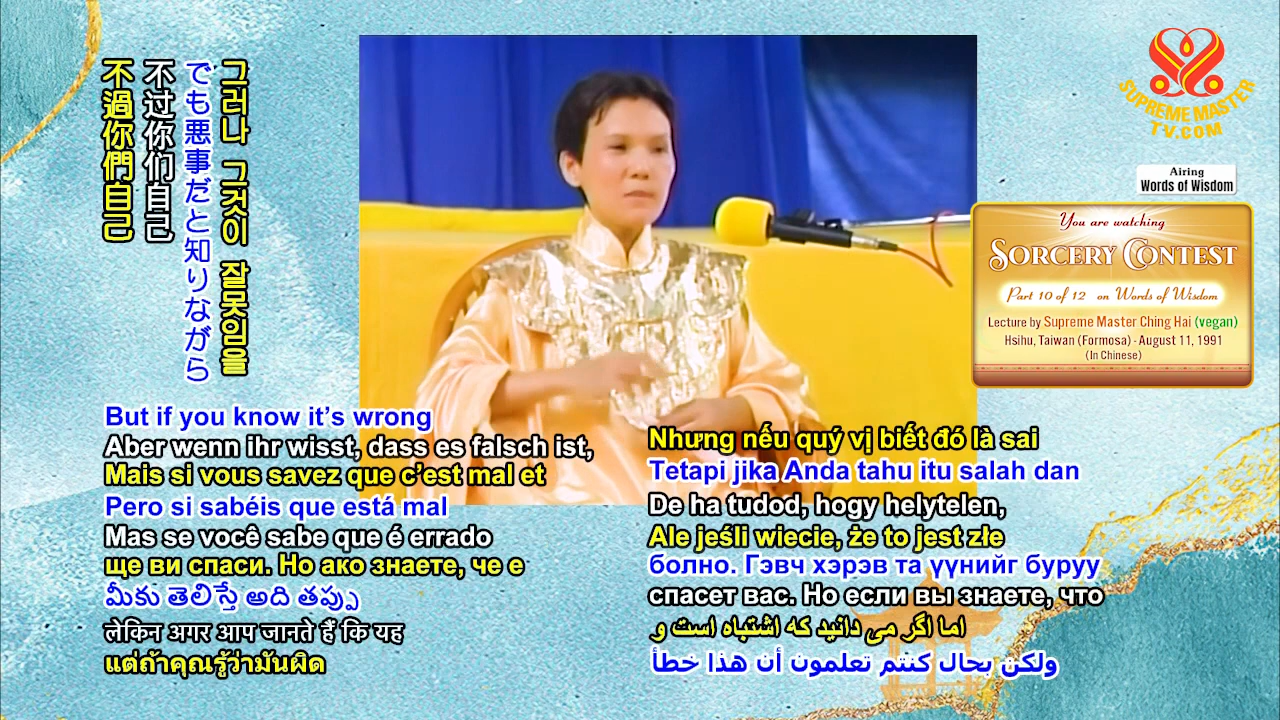 不過你們自己
不过你们自己
でも悪事だと知りながら
그러나 그것이 잘못임을
But if you know it’s wrong
Aber wenn ihr wisst, dass es falsch ist,
Mais si vous savez que c’est mal et
Pero si sabéis que está mal
Mas se você sabe que é errado
ще ви спаси. Но ако знаете, че е
మీకు తెలిస్తే అది తప్పు
लेकिन अगर आप जानते हैं कि यह
แต่ถ้าคุณรู้ว่ามันผิด
Nhưng nếu quý vị biết đó là sai
Tetapi jika Anda tahu itu salah dan
De ha tudod, hogy helytelen,
Ale jeśli wiecie, że to jest złe
болно. Гэвч хэрэв та үүнийг буруу
спасет вас. Но если вы знаете, что
اما اگر می دانید که اشتباه است و
ولكن بحال كنتم تعلمون أن هذا خطأ
SUPREME MASTER
TV.COM
Airing
Words of Wisdom
You are watching
SORCERY CONTEST
Part 10 of 12 on Words of Wisdom
Lecture by Supreme Master Ching Hai (vegan)
Hsihu, Taiwan (Formosa) - August 11, 1991
(In Chinese)